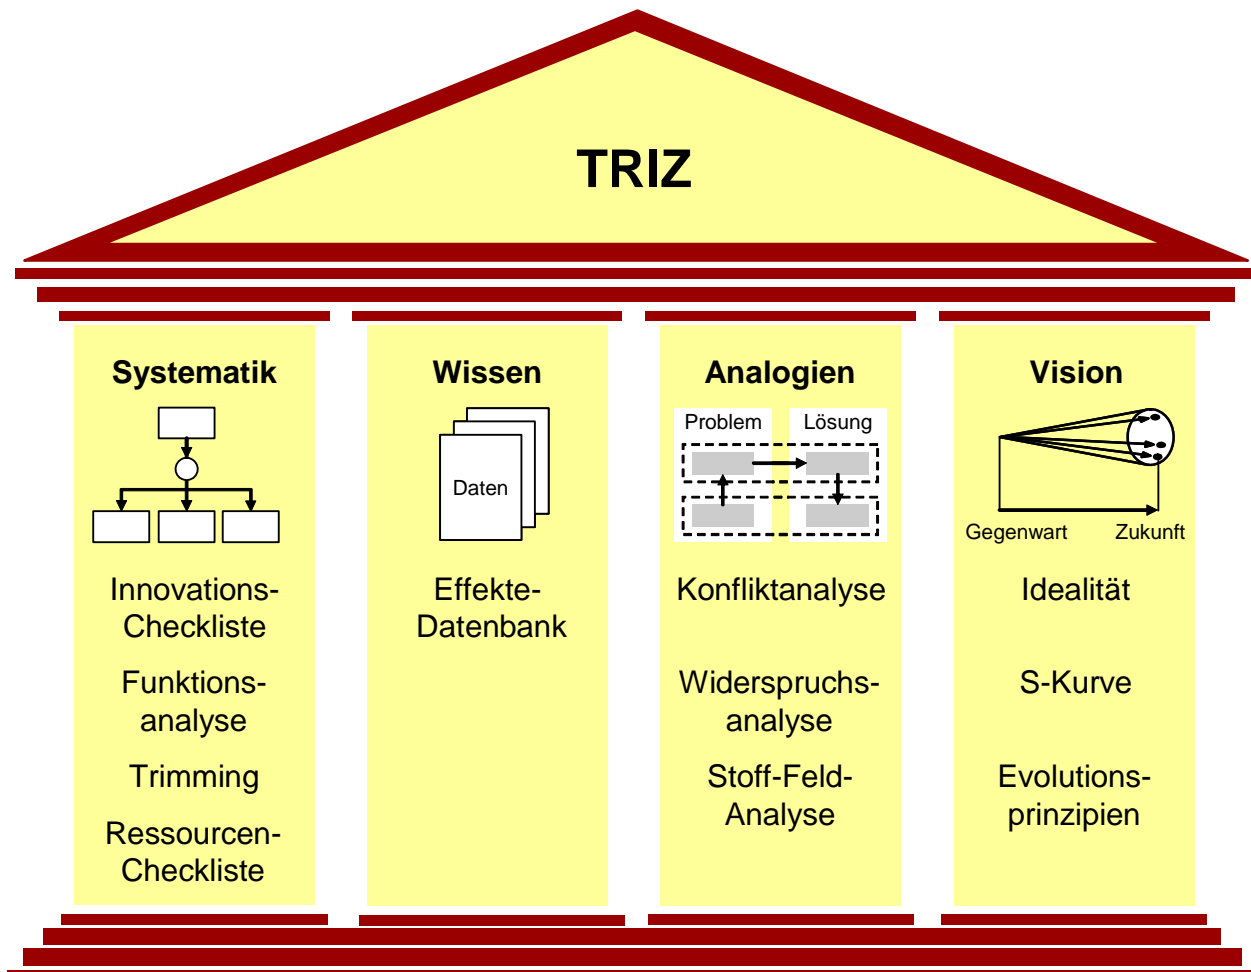 TRIZ
Systematik
Innovations-
Checkliste
Funktions-
analyse
Trimming
Ressourcen-
Checkliste
Wissen
Daten
Effekte-
Datenbank
Analogien
Problem
Lösung
Konfliktanalyse
Widerspruchs-
analyse
Stoff-Feld-
Analyse
Vision
Gegenwart
Zukunft
Idealität
S-Kurve
Evolutions-
prinzipien